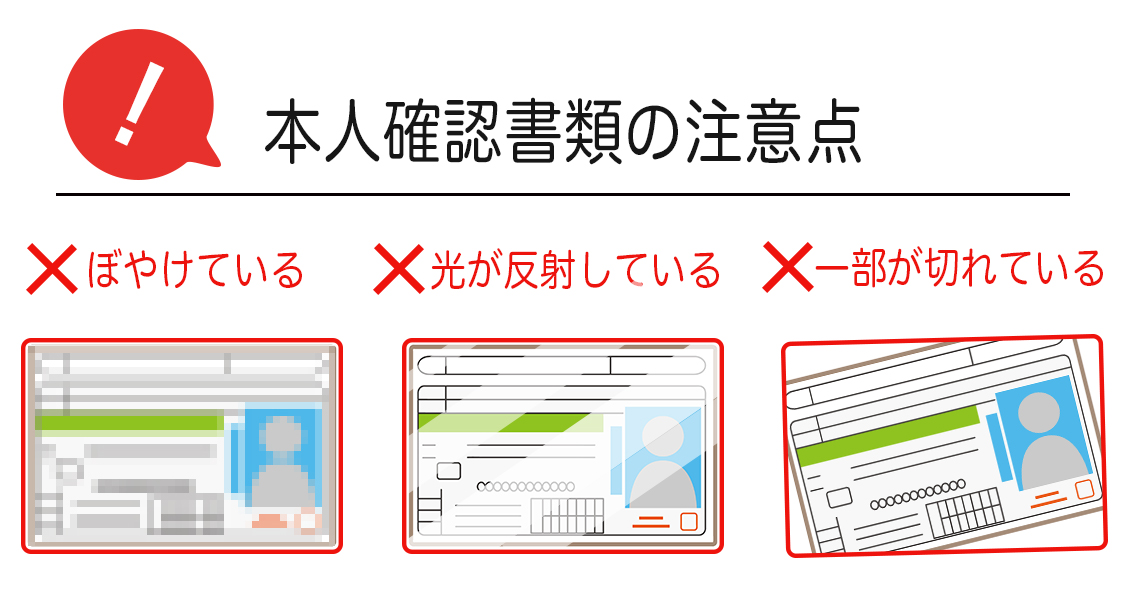 !
本人確認書類の注意点
×ぼやけている
×光が反射している
×一部が切れている